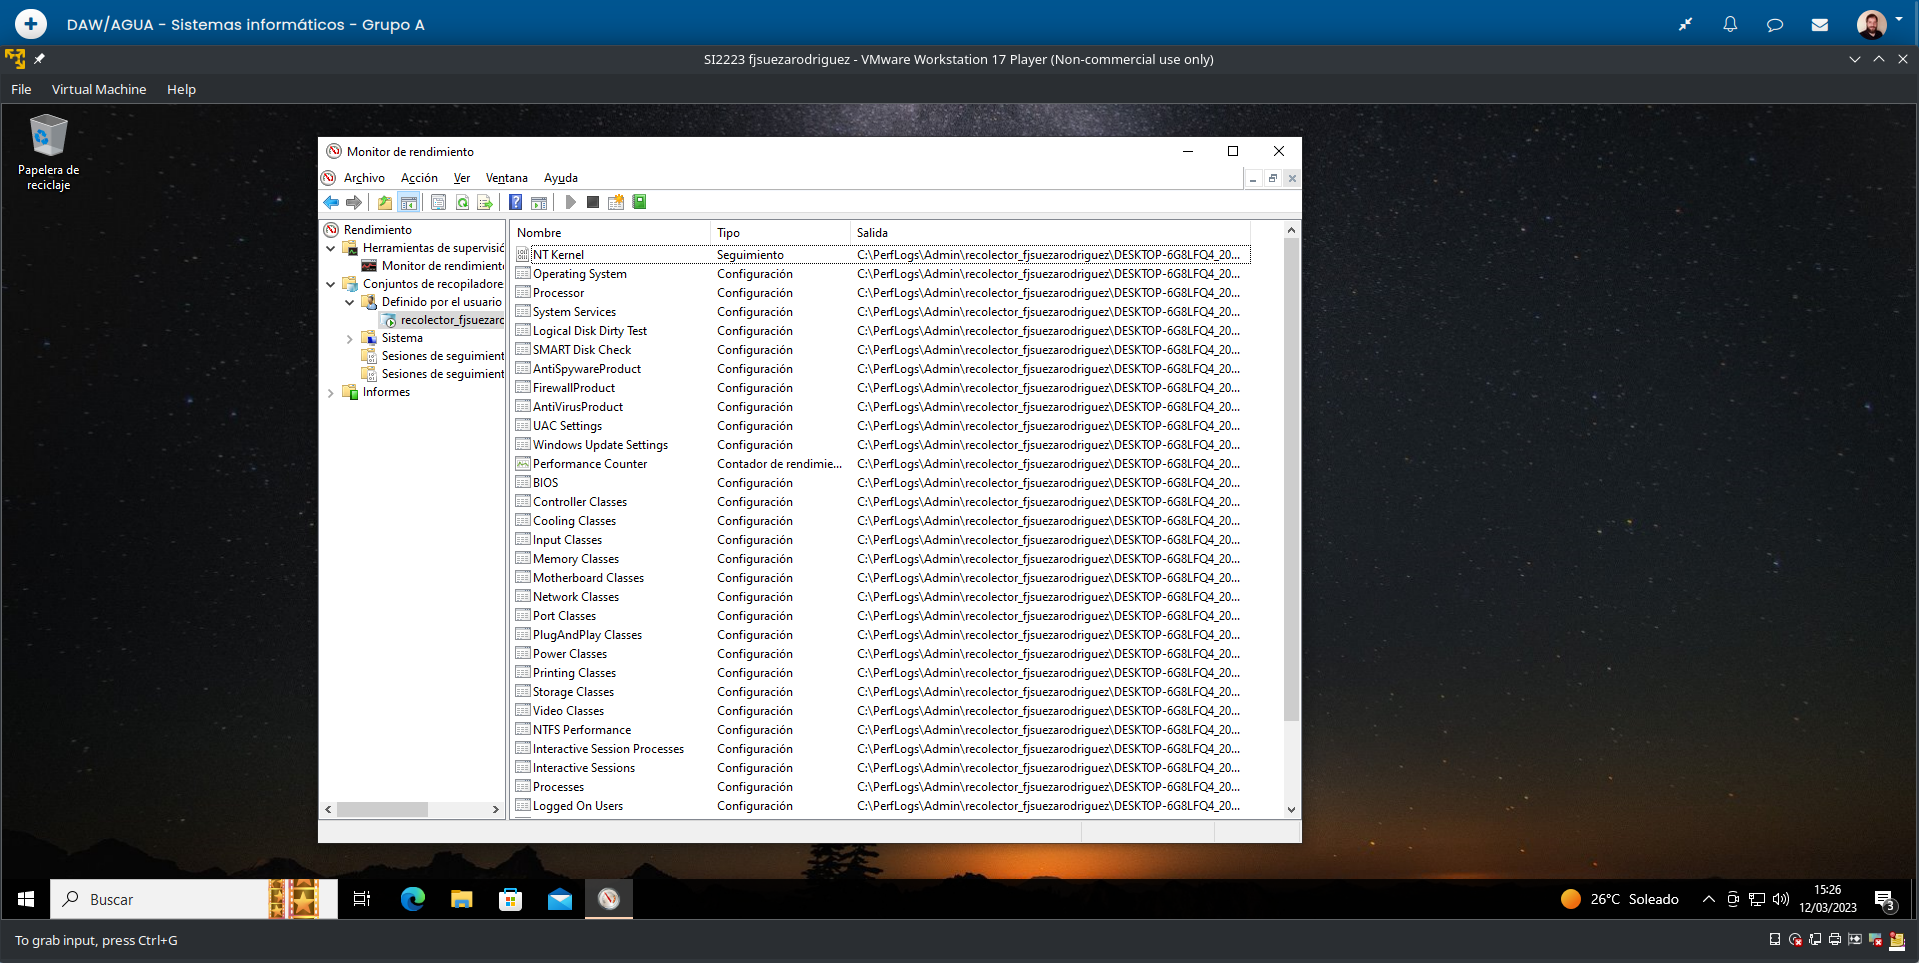 DAW/AGUA - Sistemas informáticos - Grupo A
SI2223 fjsuezarodriguez - VMware Workstation 17 Player (Non-commercial use only)
File Virtual Machine Help
Papelera de
reciclaje
Monitor de rendimiento
Archivo Acción Ver Ventana Ayuda
Rendimiento
Herramientas de supervisió
Monitor de rendimiento
Conjuntos de recopiladore
Definido por el usuario
recolector_fjsuezaro
Sistema
Sesiones de seguimient
Sesiones de seguimient
Informes
Nombre Tipo Salida
NT Kernel Seguimiento C:\PerfLogs\Admin\recolector_fjsuezarodriguez\DESKTOP-6G8LFQ4_20...
Operating System Configuración C:\PerfLogs\Admin\recolector_fjsuezarodriguez\DESKTOP-6G8LFQ4_20...
Processor Configuración C:\PerfLogs\Admin\recolector_fjsuezarodriguez\DESKTOP-6G8LFQ4_20...
System Services Configuración C:\PerfLogs\Admin\recolector_fjsuezarodriguez\DESKTOP-6G8LFQ4_20...
Logical Disk Dirty Test Configuración C:\PerfLogs\Admin\recolector_fjsuezarodriguez\DESKTOP-6G8LFQ4_20...
SMART Disk Check Configuración C:\PerfLogs\Admin\recolector_fjsuezarodriguez\DESKTOP-6G8LFQ4_20...
AntiSpywareProduct Configuración C:\PerfLogs\Admin\recolector_fjsuezarodriguez\DESKTOP-6G8LFQ4_20...
FirewallProduct Configuración C:\PerfLogs\Admin\recolector_fjsuezarodriguez\DESKTOP-6G8LFQ4_20...
AntiVirusProduct Configuración C:\PerfLogs\Admin\recolector_fjsuezarodriguez\DESKTOP-6G8LFQ4_20...
UAC Settings Configuración C:\PerfLogs\Admin\recolector_fjsuezarodriguez\DESKTOP-6G8LFQ4_20...
Windows Update Settings Configuración C:\PerfLogs\Admin\recolector_fjsuezarodriguez\DESKTOP-6G8LFQ4_20...
Performance Counter Contador de rendimie... C:\PerfLogs\Admin\recolector_fjsuezarodriguez\DESKTOP-6G8LFQ4_20...
BIOS Configuración C:\PerfLogs\Admin\recolector_fjsuezarodriguez\DESKTOP-6G8LFQ4_20...
Controller Classes Configuración C:\PerfLogs\Admin\recolector_fjsuezarodriguez\DESKTOP-6G8LFQ4_20...
Cooling Classes Configuración C:\PerfLogs\Admin\recolector_fjsuezarodriguez\DESKTOP-6G8LFQ4_20...
Input Classes Configuración C:\PerfLogs\Admin\recolector_fjsuezarodriguez\DESKTOP-6G8LFQ4_20...
Memory Classes Configuración C:\PerfLogs\Admin\recolector_fjsuezarodriguez\DESKTOP-6G8LFQ4_20...
Motherboard Classes Configuración C:\PerfLogs\Admin\recolector_fjsuezarodriguez\DESKTOP-6G8LFQ4_20...
Network Classes Configuración C:\PerfLogs\Admin\recolector_fjsuezarodriguez\DESKTOP-6G8LFQ4_20...
Port Classes Configuración C:\PerfLogs\Admin\recolector_fjsuezarodriguez\DESKTOP-6G8LFQ4_20...
PlugAndPlay Classes Configuración C:\PerfLogs\Admin\recolector_fjsuezarodriguez\DESKTOP-6G8LFQ4_20...
Power Classes Configuración C:\PerfLogs\Admin\recolector_fjsuezarodriguez\DESKTOP-6G8LFQ4_20...
Printing Classes Configuración C:\PerfLogs\Admin\recolector_fjsuezarodriguez\DESKTOP-6G8LFQ4_20...
Storage Classes Configuración C:\PerfLogs\Admin\recolector_fjsuezarodriguez\DESKTOP-6G8LFQ4_20...
Video Classes Configuración C:\PerfLogs\Admin\recolector_fjsuezarodriguez\DESKTOP-6G8LFQ4_20...
NTFS Performance Configuración C:\PerfLogs\Admin\recolector_fjsuezarodriguez\DESKTOP-6G8LFQ4_20...
Interactive Session Processes Configuración C:\PerfLogs\Admin\recolector_fjsuezarodriguez\DESKTOP-6G8LFQ4_20...
Interactive Sessions Configuración C:\PerfLogs\Admin\recolector_fjsuezarodriguez\DESKTOP-6G8LFQ4_20...
Processes Configuración C:\PerfLogs\Admin\recolector_fjsuezarodriguez\DESKTOP-6G8LFQ4_20...
Logged On Users Configuración C:\PerfLogs\Admin\recolector_fjsuezarodriguez\DESKTOP-6G8LFQ4_20...
Buscar
26°C Soleado
15:26
12/03/2023
3
To grab input, press Ctrl+G